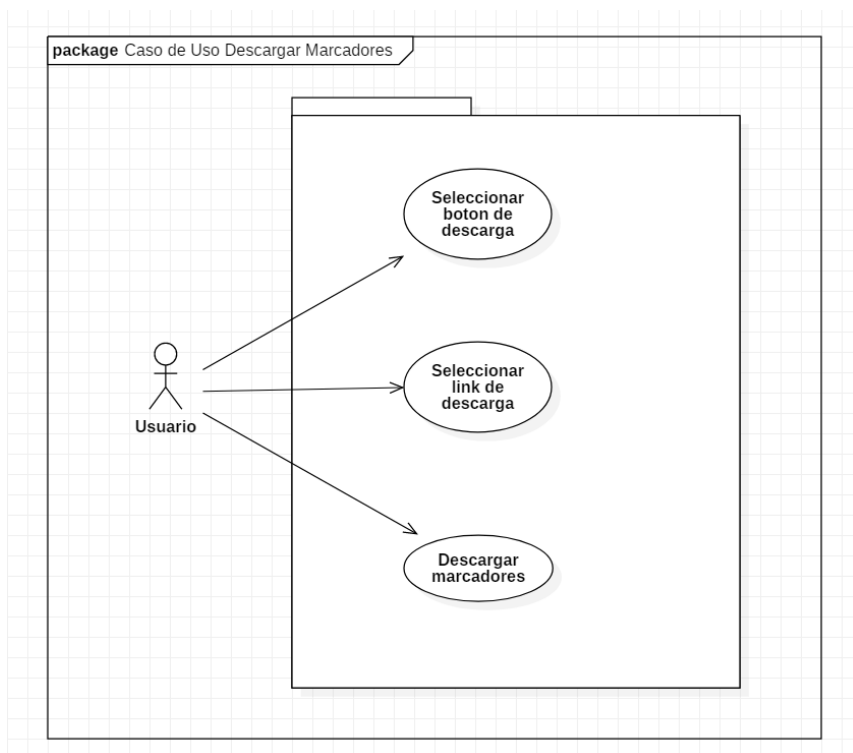 package Caso de Uso Descargar Marcadores
Seleccionar
boton de
descarga
Seleccionar
link de
descarga
Usuario
Descargar
marcadores